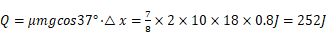 Q = μmgcos37°·△ x = 7/8 × 2 × 10 × 18 × 0.8J = 252J